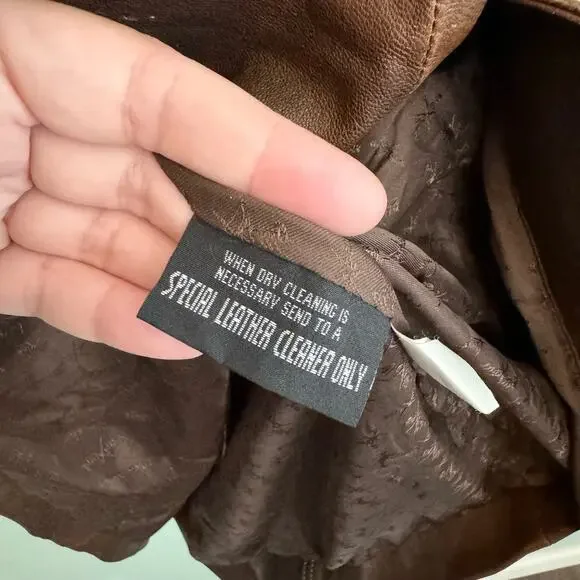 WHEN DRY CLEANING IS
NECESSARY SEND TO A
SPECIAL LEATHER CLEANER ONLY